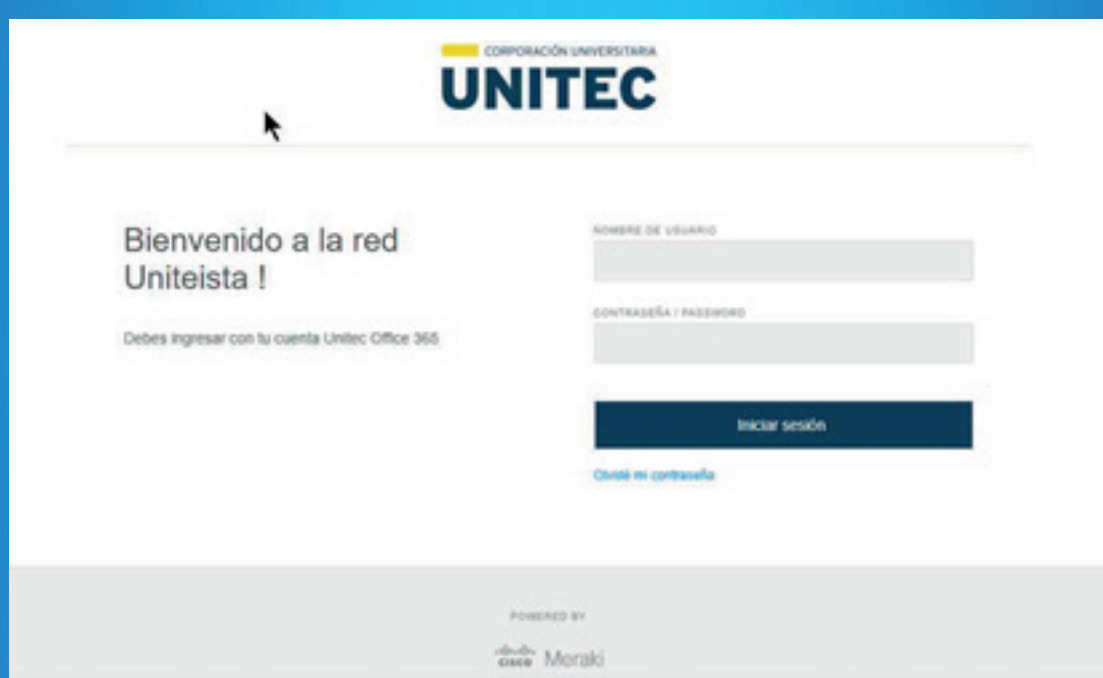 CORPORACIÓN UNIVERSITARIA
UNITEC
Bienvenido a la red
Uniteista !
Debes ingresar con tu cuenta Unitec Office 365
NOMBRE DE USUARIO
CONTRASEÑA / PASSWORD
Iniciar sesión
Olvidé mi contraseña
POWERED BY
cisco Meraki